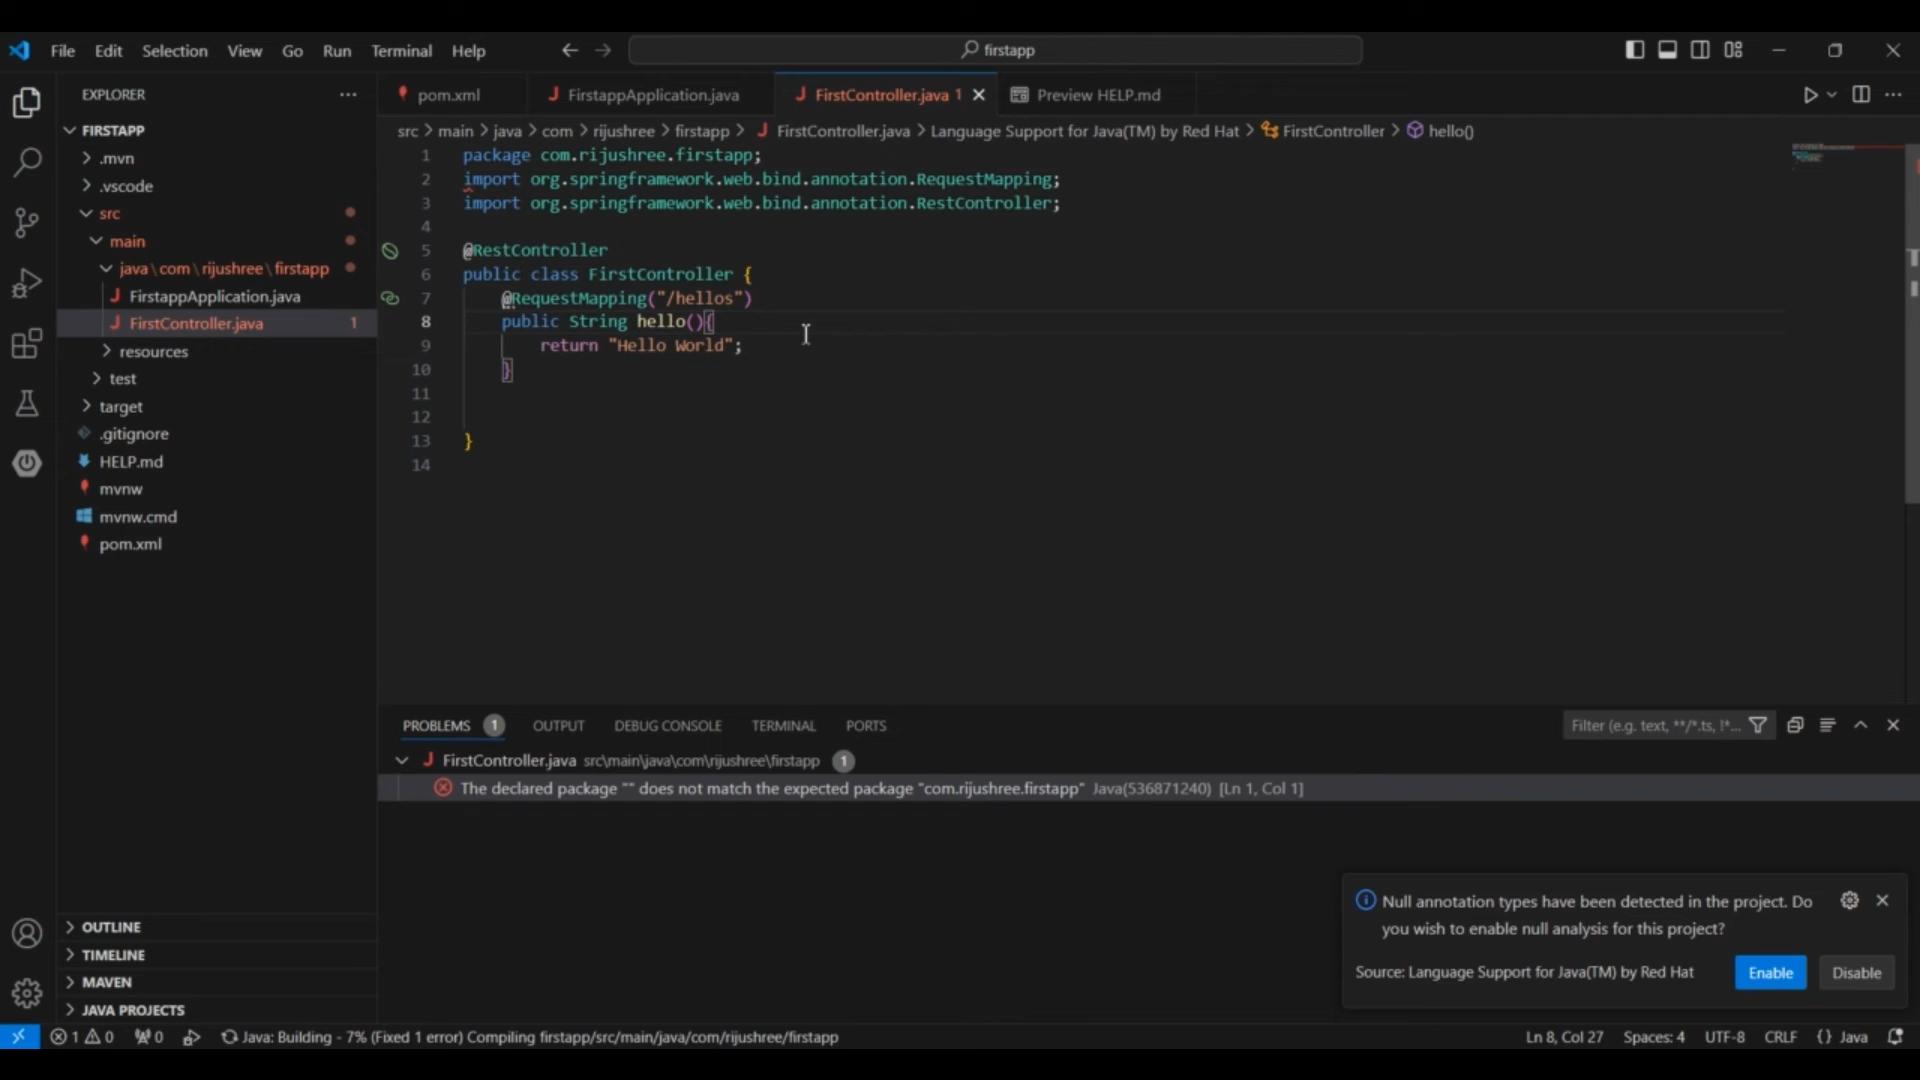 File Edit Selection View Go Run Terminal Help
firstapp
EXPLORER
FIRSTAPP
.mvn
.vscode
src
main
java\com\rijushree\firstapp
FirstappApplication.java
FirstController.java 1
resources
test
target
.gitignore
HELP.md
mvnw
mvnw.cmd
pom.xml
OUTLINE
TIMELINE
MAVEN
JAVA PROJECTS
pom.xml FirstappApplication.java FirstController.java 1 Preview HELP.md
src > main > java > com > rijushree > firstapp > FirstController.java > Language Support for Java(TM) by Red Hat > FirstController > hello()
1 package com.rijushree.firstapp;
2 import org.springframework.web.bind.annotation.RequestMapping;
3 import org.springframework.web.bind.annotation.RestController;
4
5 @RestController
6 public class FirstController {
7 @RequestMapping("/hellos")
8 public String hello(){
9 return "Hello World";
10 }
11
12
13 }
14
PROBLEMS 1 OUTPUT DEBUG CONSOLE TERMINAL PORTS
Filter (e.g. text, **/*.ts, !*...
FirstController.java src\main\java\com\rijushree\firstapp 1
The declared package "" does not match the expected package "com.rijushree.firstapp" Java(536871240) [Ln 1, Col 1]
Null annotation types have been detected in the project. Do
you wish to enable null analysis for this project?
Source: Language Support for Java(TM) by Red Hat
Enable
Disable
1 0 0 Java: Building - 7% (Fixed 1 error) Compiling firstapp/src/main/java/com/rijushree/firstapp
Ln 8, Col 27 Spaces: 4 UTF-8 CRLF {} Java